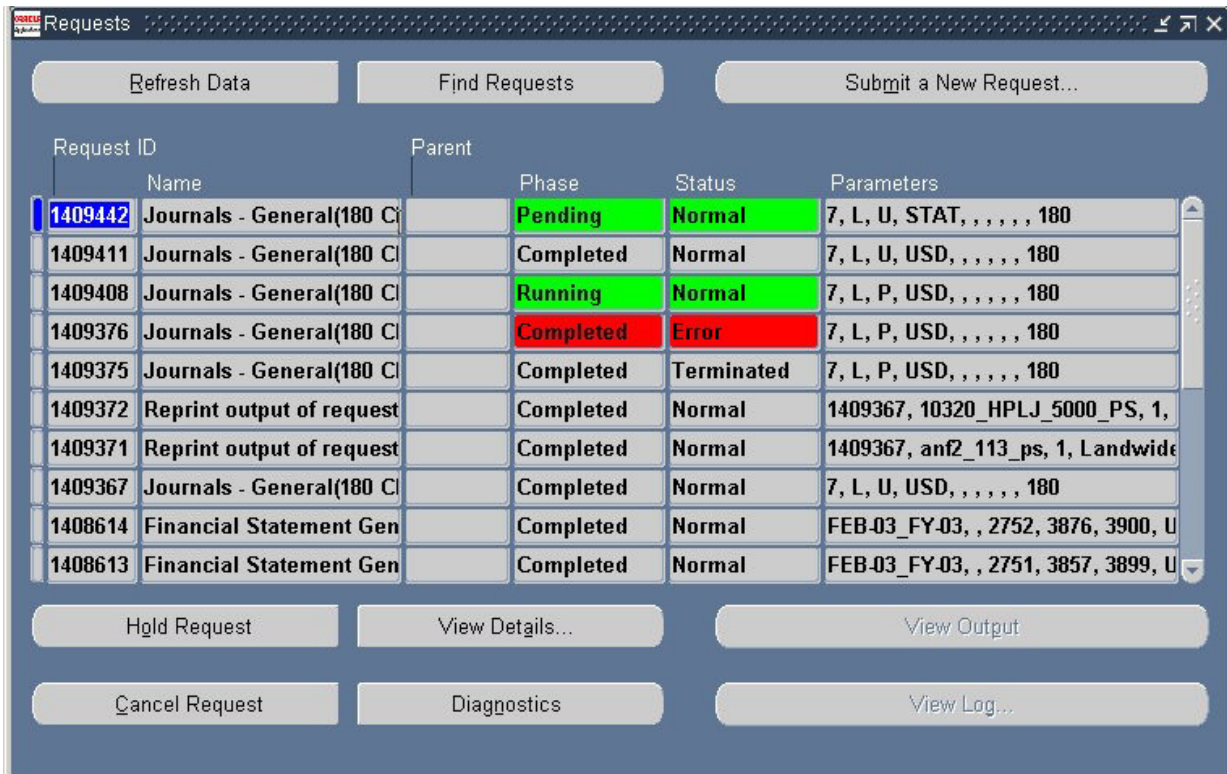 Requests
Refresh Data Find Requests Submit a New Request...
Request ID Parent
Name Phase Status Parameters
1409442 Journals - General(180 Ci Pending Normal 7, L, U, STAT, , , , , , 180
1409411 Journals - General(180 Cl Completed Normal 7, L, U, USD, , , , , , 180
1409408 Journals - General(180 Cl Running Normal 7, L, P, USD, , , , , , 180
1409376 Journals - General(180 Cl Completed Error 7, L, P, USD, , , , , , 180
1409375 Journals - General(180 Cl Completed Terminated 7, L, P, USD, , , , , , 180
1409372 Reprint output of request Completed Normal 1409367, 10320_HPLJ_5000_PS, 1,
1409371 Reprint output of request Completed Normal 1409367, anf2_113_ps, 1, Landwide
1409367 Journals - General(180 Cl Completed Normal 7, L, U, USD, , , , , , 180
1408614 Financial Statement Gen Completed Normal FEB-03_FY-03, , 2752, 3876, 3900, U
1408613 Financial Statement Gen Completed Normal FEB-03_FY-03, , 2751, 3857, 3899, U
Hold Request View Details... View Output
Cancel Request Diagnostics View Log...